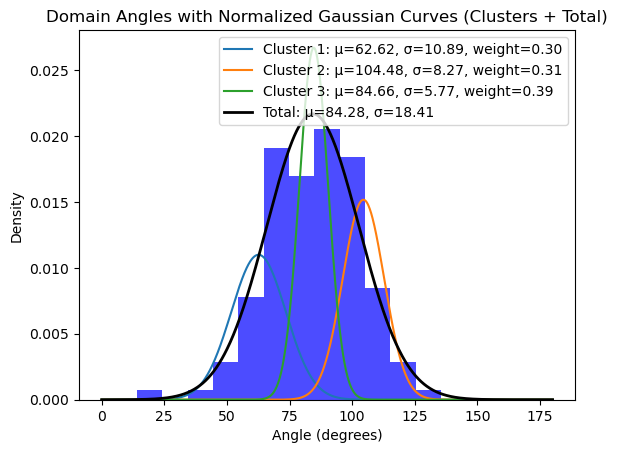 Domain Angles with Normalized Gaussian Curves (Clusters + Total)
Cluster 1: μ=62.62, σ=10.89, weight=0.30
Cluster 2: μ=104.48, σ=8.27, weight=0.31
Cluster 3: μ=84.66, σ=5.77, weight=0.39
Total: μ=84.28, σ=18.41
Density
0.025
0.020
0.015
0.010
0.005
0.000
0 25 50 75 100 125 150 175
Angle (degrees)